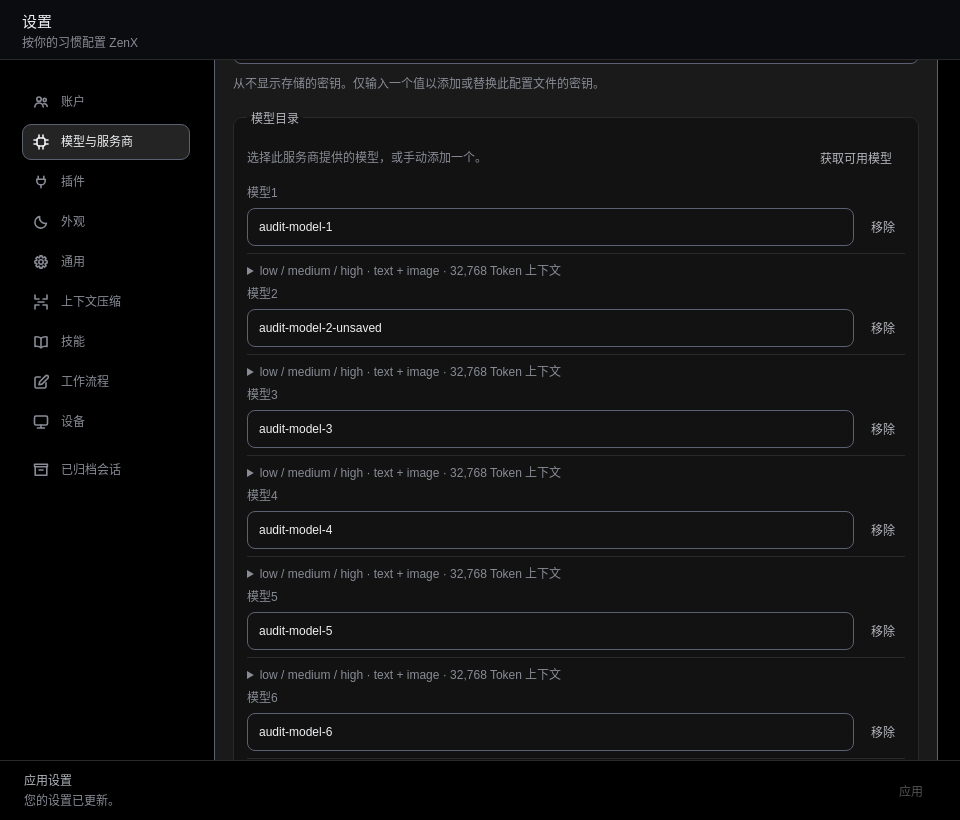 设置
按你的习惯配置 ZenX
账户
模型与服务商
插件
外观
通用
上下文压缩
技能
工作流程
设备
已归档会话
从不显示存储的密钥。仅输入一个值以添加或替换此配置文件的密钥。
模型目录
选择此服务商提供的模型，或手动添加一个。
获取可用模型
模型1
audit-model-1
移除
low / medium / high · text + image · 32,768 Token 上下文
模型2
audit-model-2-unsaved
移除
low / medium / high · text + image · 32,768 Token 上下文
模型3
audit-model-3
移除
low / medium / high · text + image · 32,768 Token 上下文
模型4
audit-model-4
移除
low / medium / high · text + image · 32,768 Token 上下文
模型5
audit-model-5
移除
low / medium / high · text + image · 32,768 Token 上下文
模型6
audit-model-6
移除
应用设置
您的设置已更新。
应用